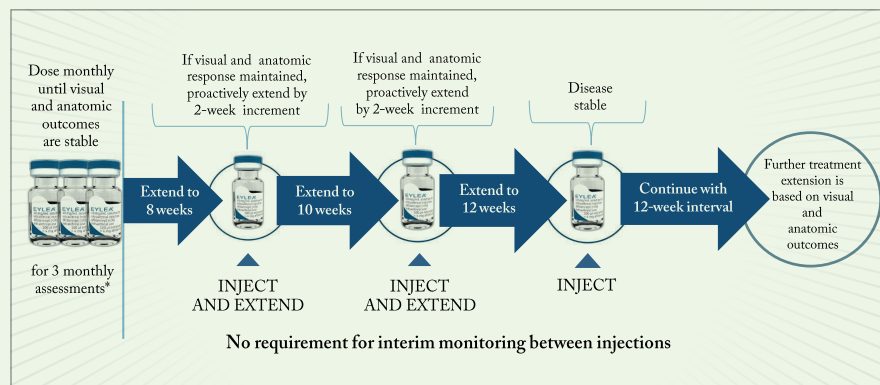 Dose monthly
until visual
and anatomic
outcomes
are stable
for 3 monthly
assessments*
If visual and anatomic
response maintained,
proactively extend by
2-week increment
If visual and anatomic
response maintained,
proactively extend
by 2-week increment
Disease
stable
EYLEA
Extend to
8 weeks
EYLEA
Extend to
10 weeks
EYLEA
Extend to
12 weeks
EYLEA
Continue with
12-week interval
Further treatment
extension is
based on visual
and
anatomic
outcomes
INJECT
AND EXTEND
INJECT
AND EXTEND
INJECT
No requirement for interim monitoring between injections